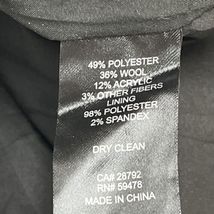 49% POLYESTER
36% WOOL
12% ACRYLIC
3% OTHER FIBERS
LINING
98% POLYESTER
2% SPANDEX
DRY CLEAN
CA# 28792
RN# 59478
MADE IN CHINA